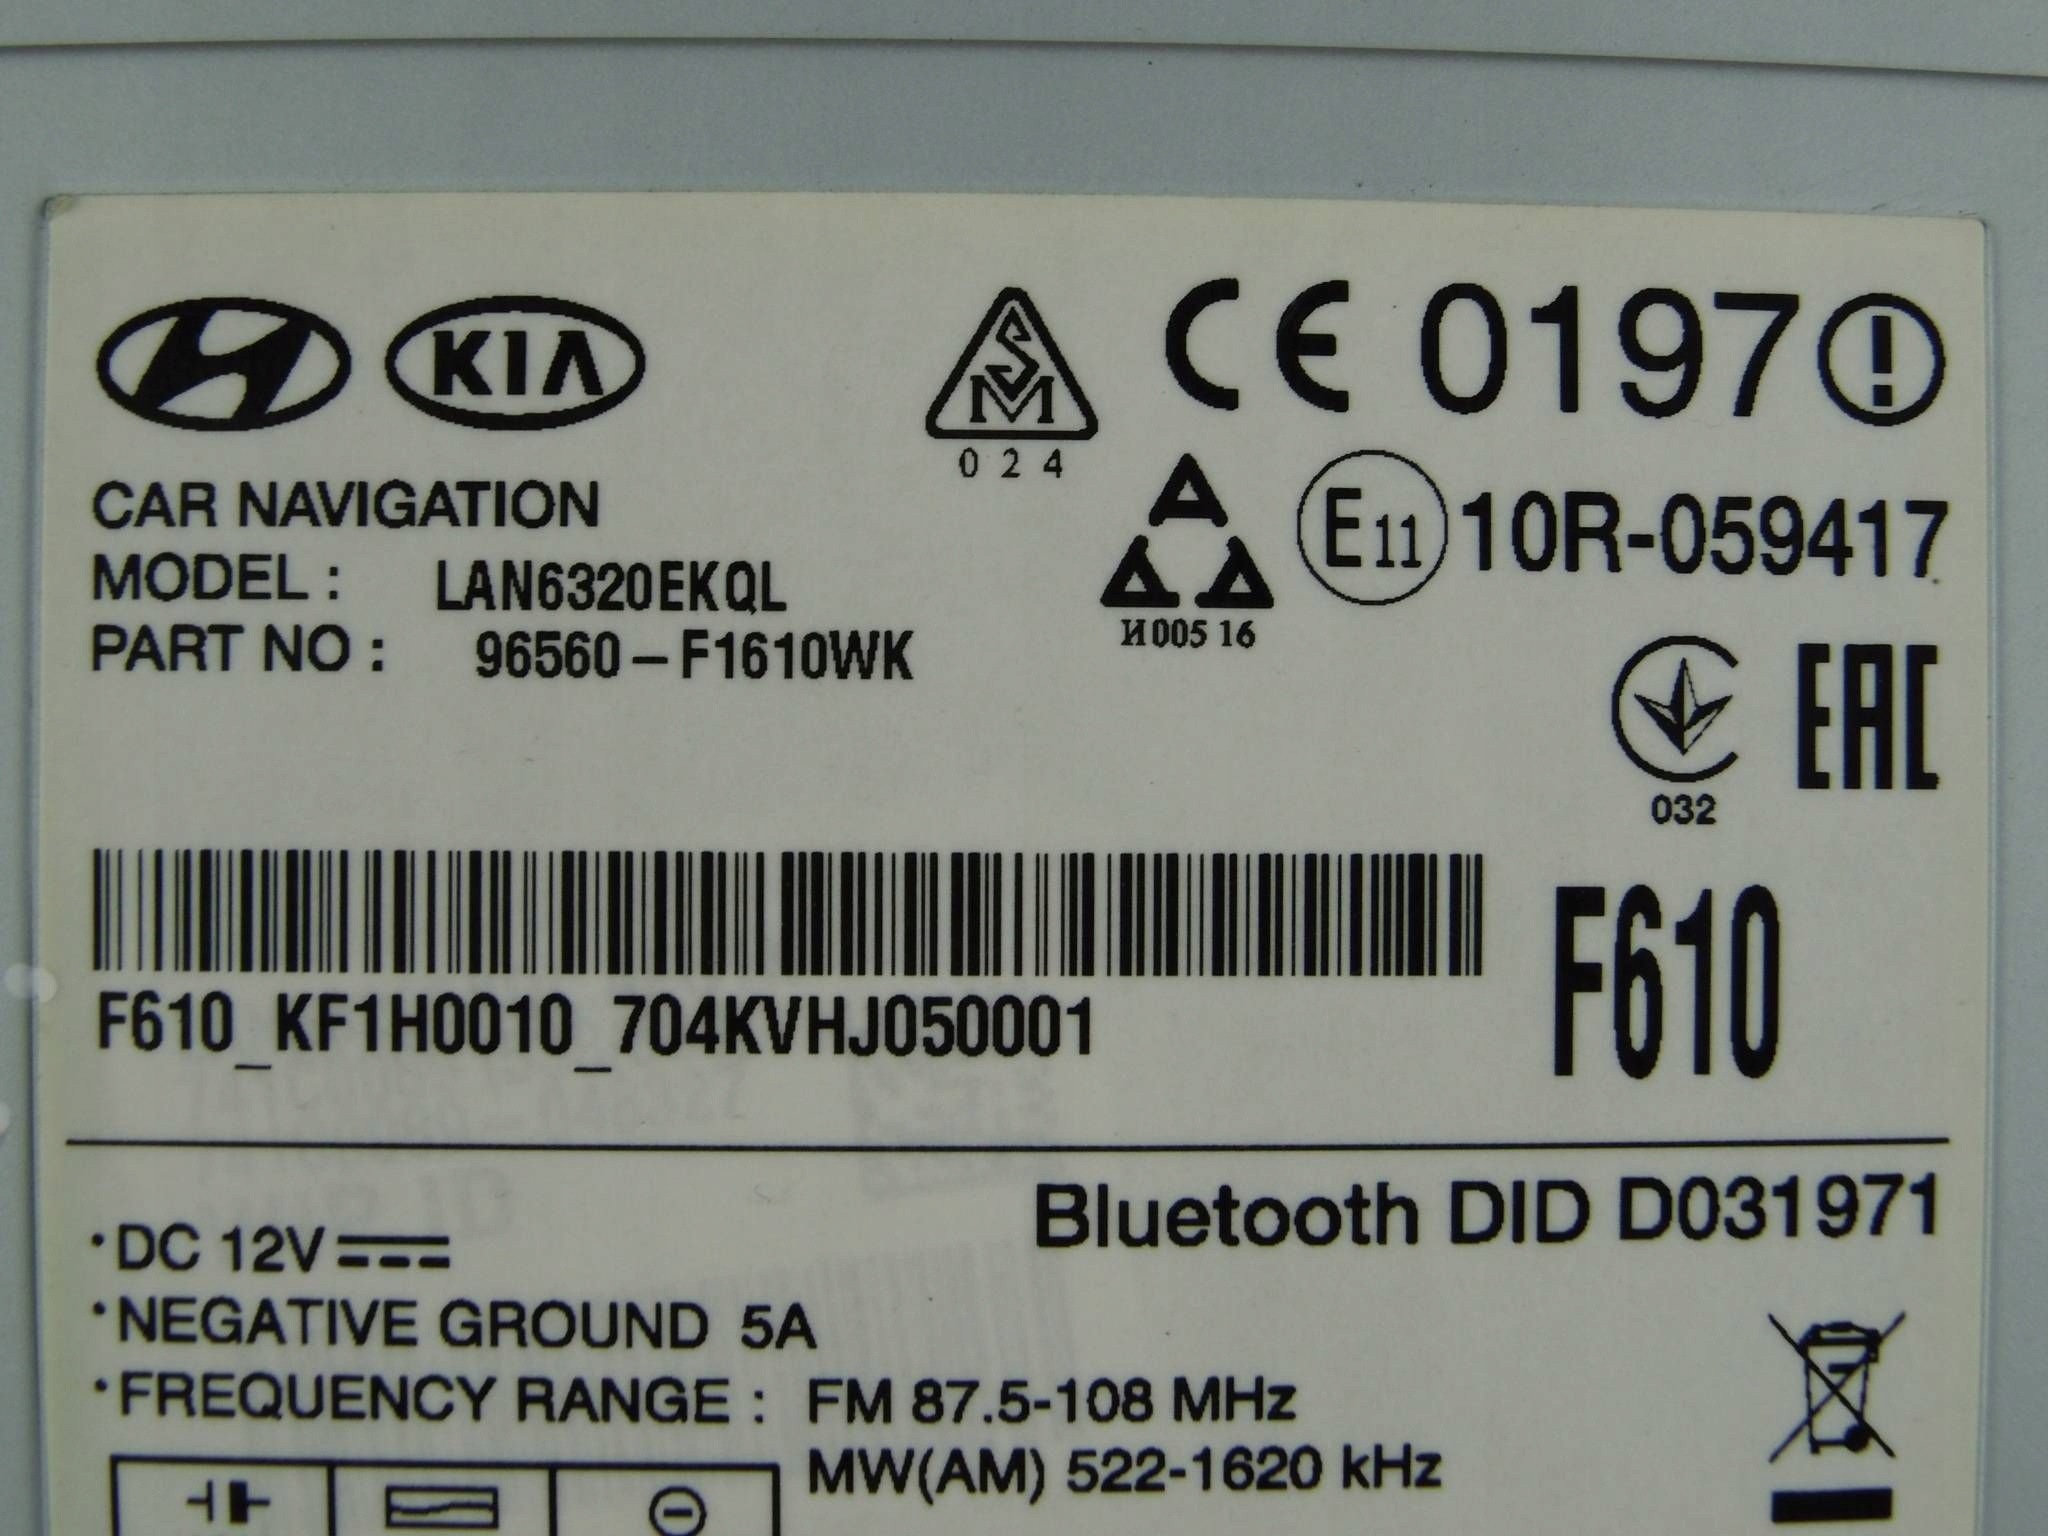 KIA
SM
024
CE 0197
CAR NAVIGATION
MODEL : LAN6320EKQL
PART NO : 96560-F1610WK
И005 16
E11 10R-059417
032
EAC
F610_KF1H0010_704KVHJ050001
F610
Bluetooth DID D031971
·DC 12V
·NEGATIVE GROUND 5A
·FREQUENCY RANGE : FM 87.5-108 MHz
MW(AM) 522-1620 kHz